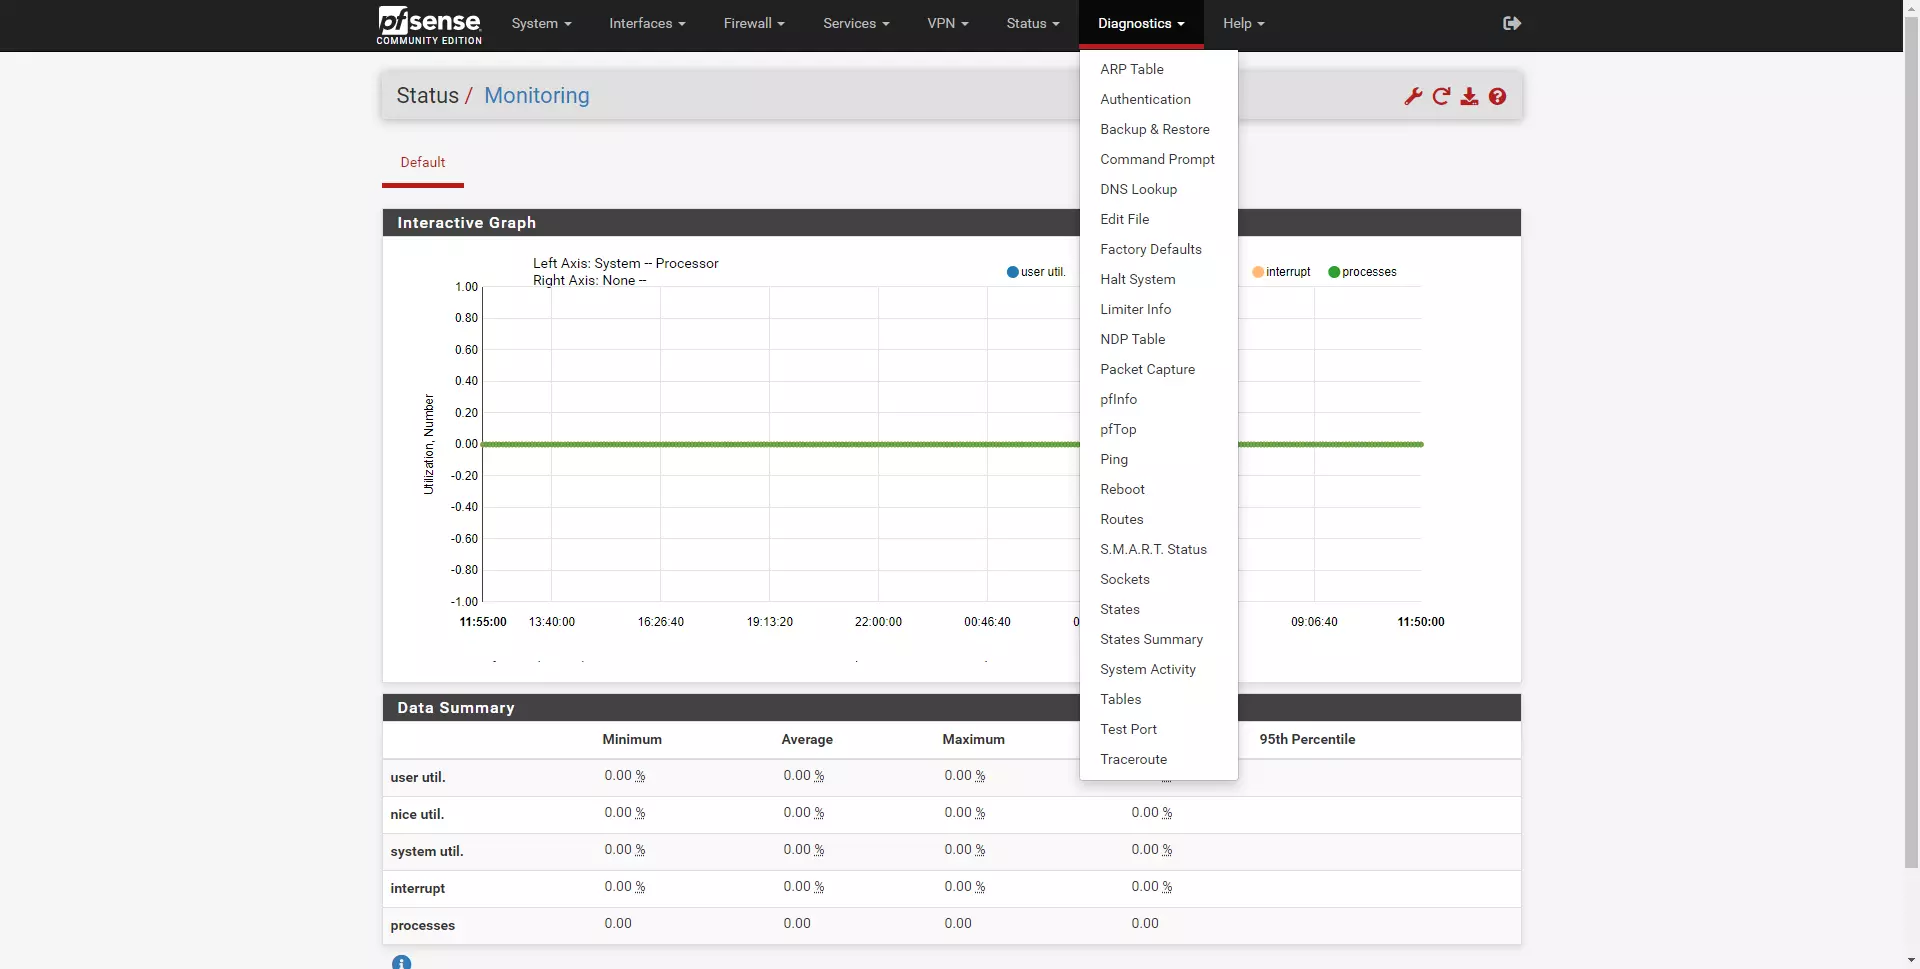 pfsense
COMMUNITY EDITION
System Interfaces Firewall Services VPN Status Diagnostics Help
Status / Monitoring
Default
ARP Table
Authentication
Backup & Restore
Command Prompt
DNS Lookup
Edit File
Factory Defaults
Halt System
Limiter Info
NDP Table
Packet Capture
pfInfo
pfTop
Ping
Reboot
Routes
S.M.A.R.T. Status
Sockets
States
States Summary
System Activity
Tables
Test Port
Traceroute
Interactive Graph
Left Axis: System -- Processor
Right Axis: None --
user util. interrupt processes
Utilization, Number
1.00
0.80
0.60
0.40
0.20
0.00
-0.20
-0.40
-0.60
-0.80
-1.00
11:55:00 13:40:00 16:26:40 19:13:20 22:00:00 00:46:40 09:06:40 11:50:00
Data Summary
Minimum Average Maximum 95th Percentile
user util. 0.00 % 0.00 % 0.00 %
nice util. 0.00 % 0.00 % 0.00 % 0.00 %
system util. 0.00 % 0.00 % 0.00 % 0.00 %
interrupt 0.00 % 0.00 % 0.00 % 0.00 %
processes 0.00 0.00 0.00 0.00